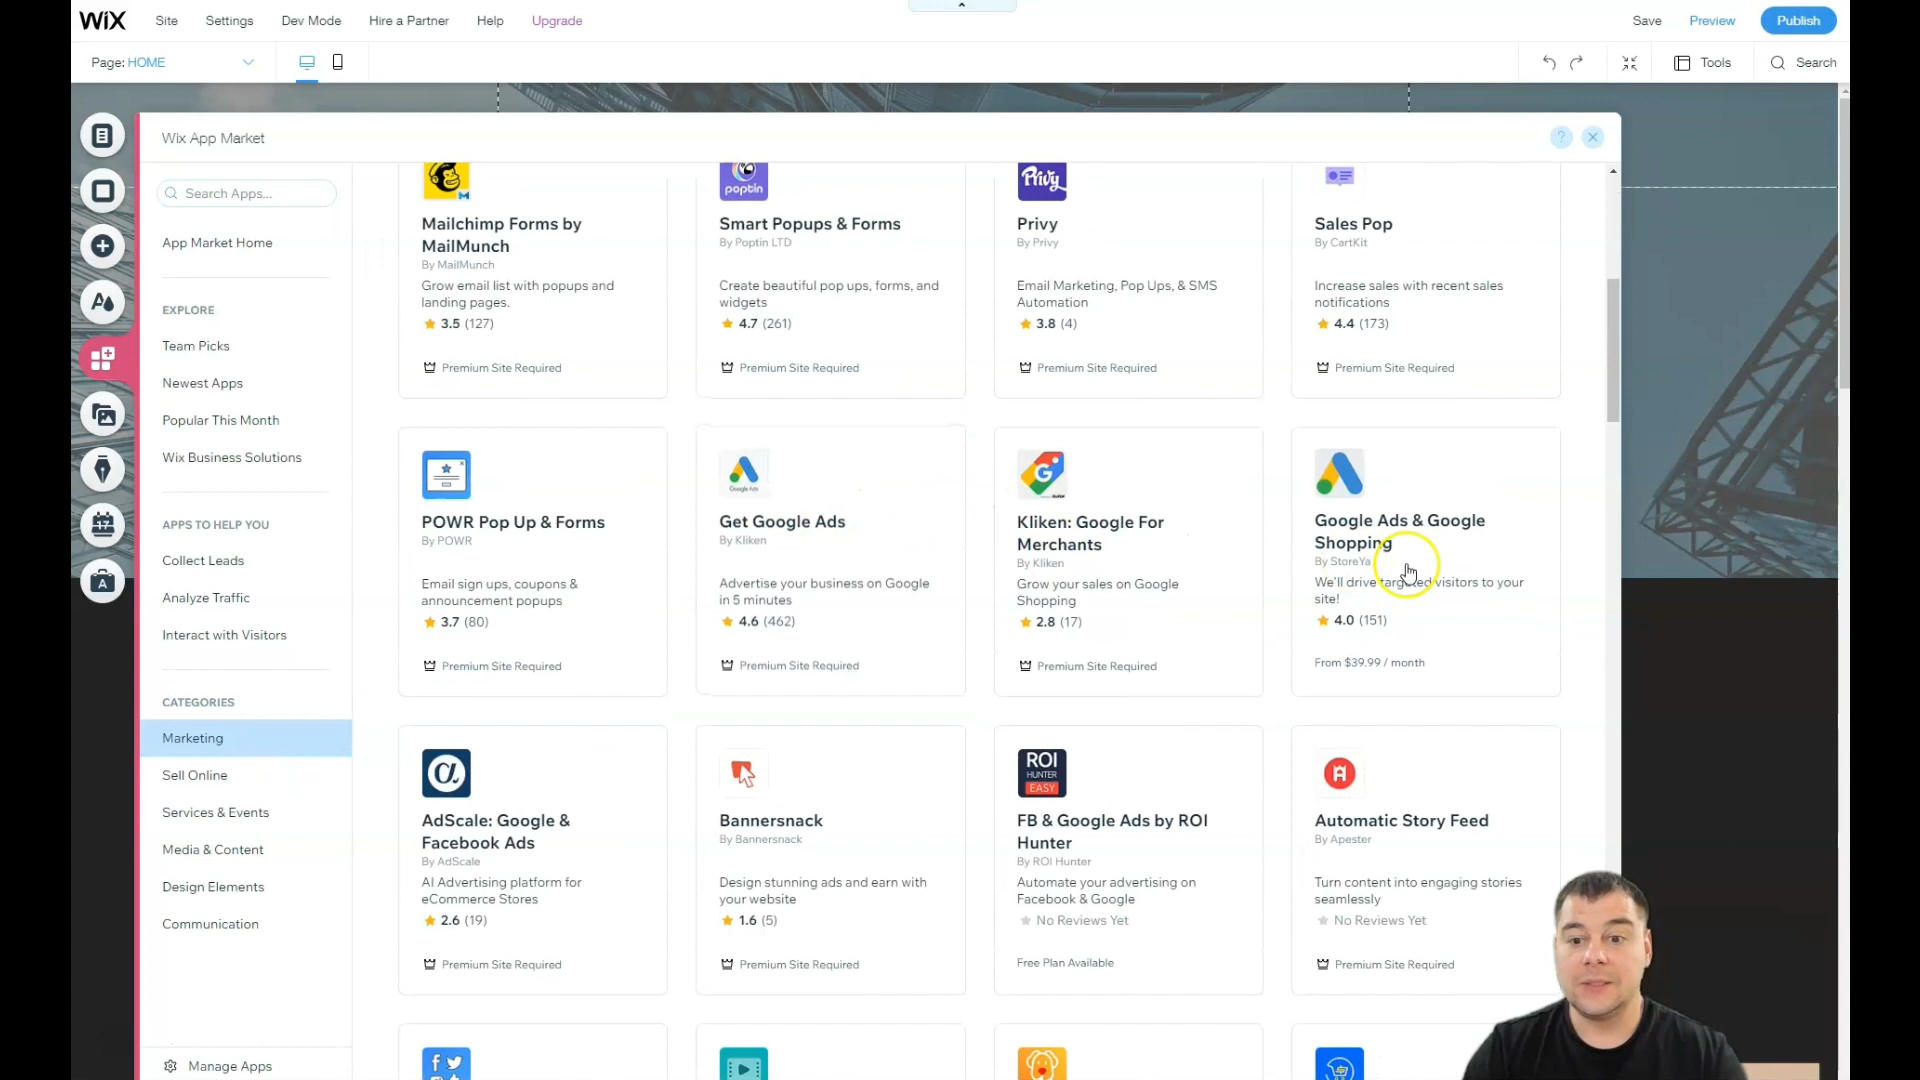 WiX Site Settings Dev Mode Hire a Partner Help Upgrade Save Preview Publish
Page: HOME Tools Search
Wix App Market ?
Search Apps...
App Market Home
EXPLORE
Team Picks
Newest Apps
Popular This Month
Wix Business Solutions
APPS TO HELP YOU
Collect Leads
Analyze Traffic
Interact with Visitors
CATEGORIES
Marketing
Sell Online
Services & Events
Media & Content
Design Elements
Communication
Manage Apps
Mailchimp Forms by
MailMunch
By MailMunch
Grow email list with popups and
landing pages.
3.5 (127)
Premium Site Required
poptin
Smart Popups & Forms
By Poptin LTD
Create beautiful pop ups, forms, and
widgets
4.7 (261)
Premium Site Required
Privy
Privy
By Privy
Email Marketing, Pop Ups, & SMS
Automation
3.8 (4)
Premium Site Required
Sales Pop
By CartKit
Increase sales with recent sales
notifications
4.4 (173)
Premium Site Required
POWR Pop Up & Forms
By POWR
Email sign ups, coupons &
announcement popups
3.7 (80)
Premium Site Required
Google Ads
Get Google Ads
By Kliken
Advertise your business on Google
in 5 minutes
4.6 (462)
Premium Site Required
G
Kliken: Google For
Merchants
By Kliken
Grow your sales on Google
Shopping
2.8 (17)
Premium Site Required
Google Ads & Google
Shopping
By StoreYa
We'll drive targeted visitors to your
site!
4.0 (151)
From $39.99 / month
AdScale: Google &
Facebook Ads
By AdScale
AI Advertising platform for
eCommerce Stores
2.6 (19)
Premium Site Required
Bannersnack
By Bannersnack
Design stunning ads and earn with
your website
1.6 (5)
Premium Site Required
ROI
HUNTER
EASY
FB & Google Ads by ROI
Hunter
By ROI Hunter
Automate your advertising on
Facebook & Google
No Reviews Yet
Free Plan Available
Automatic Story Feed
By Apester
Turn content into engaging stories
seamlessly
No Reviews Yet
Premium Site Required
17
A